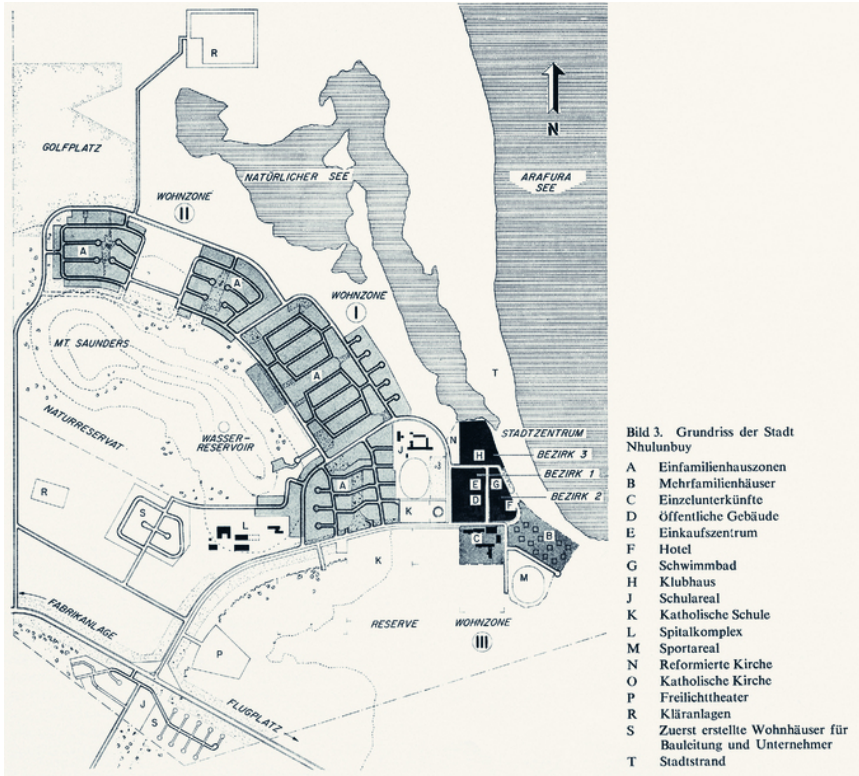 R
N
GOLFPLATZ
NATÜRLICHER SEE
ARAFURA
SEE
WOHNZONE
II
A
A
WOHNZONE
I
MT. SAUNDERS
A
T
NATURRESERVAT
WASSER-
RESERVOIR
J
N
STADTZENTRUM
H
BEZIRK 3
BEZIRK 1
E
G
BEZIRK 2
D
F
R
S
A
K
L
C
B
K
M
RESERVE
WOHNZONE
III
FABRIKANLAGE
P
FLUGPLATZ
J
S
Bild 3. Grundriss der Stadt
Nhulunbuy
A Einfamilienhauszonen
B Mehrfamilienhäuser
C Einzelunterkünfte
D Öffentliche Gebäude
E Einkaufszentrum
F Hotel
G Schwimmbad
H Klubhaus
J Schulareal
K Katholische Schule
L Spitalkomplex
M Sportareal
N Reformierte Kirche
O Katholische Kirche
P Freilichttheater
R Kläranlagen
S Zuerst erstellte Wohnhäuser für
Bauleitung und Unternehmer
T Stadtstrand